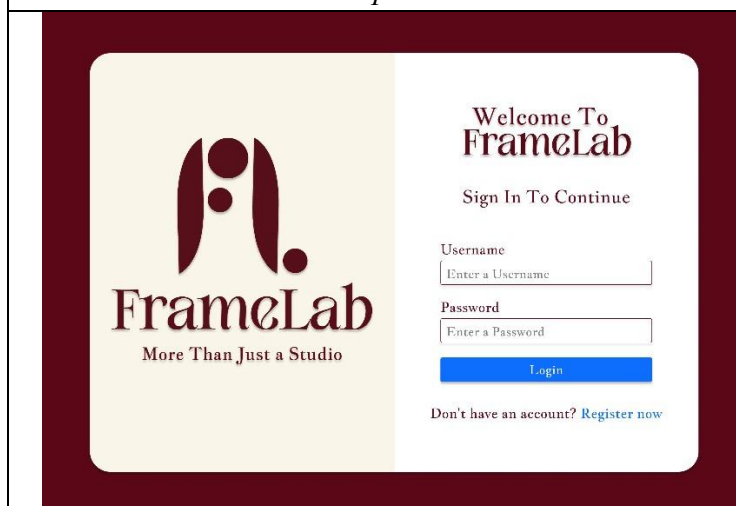 FrameLab
More Than Just a Studio
Welcome To
FrameLab
Sign In To Continue
Username
Enter a Username
Password
Enter a Password
Login
Don't have an account? Register now